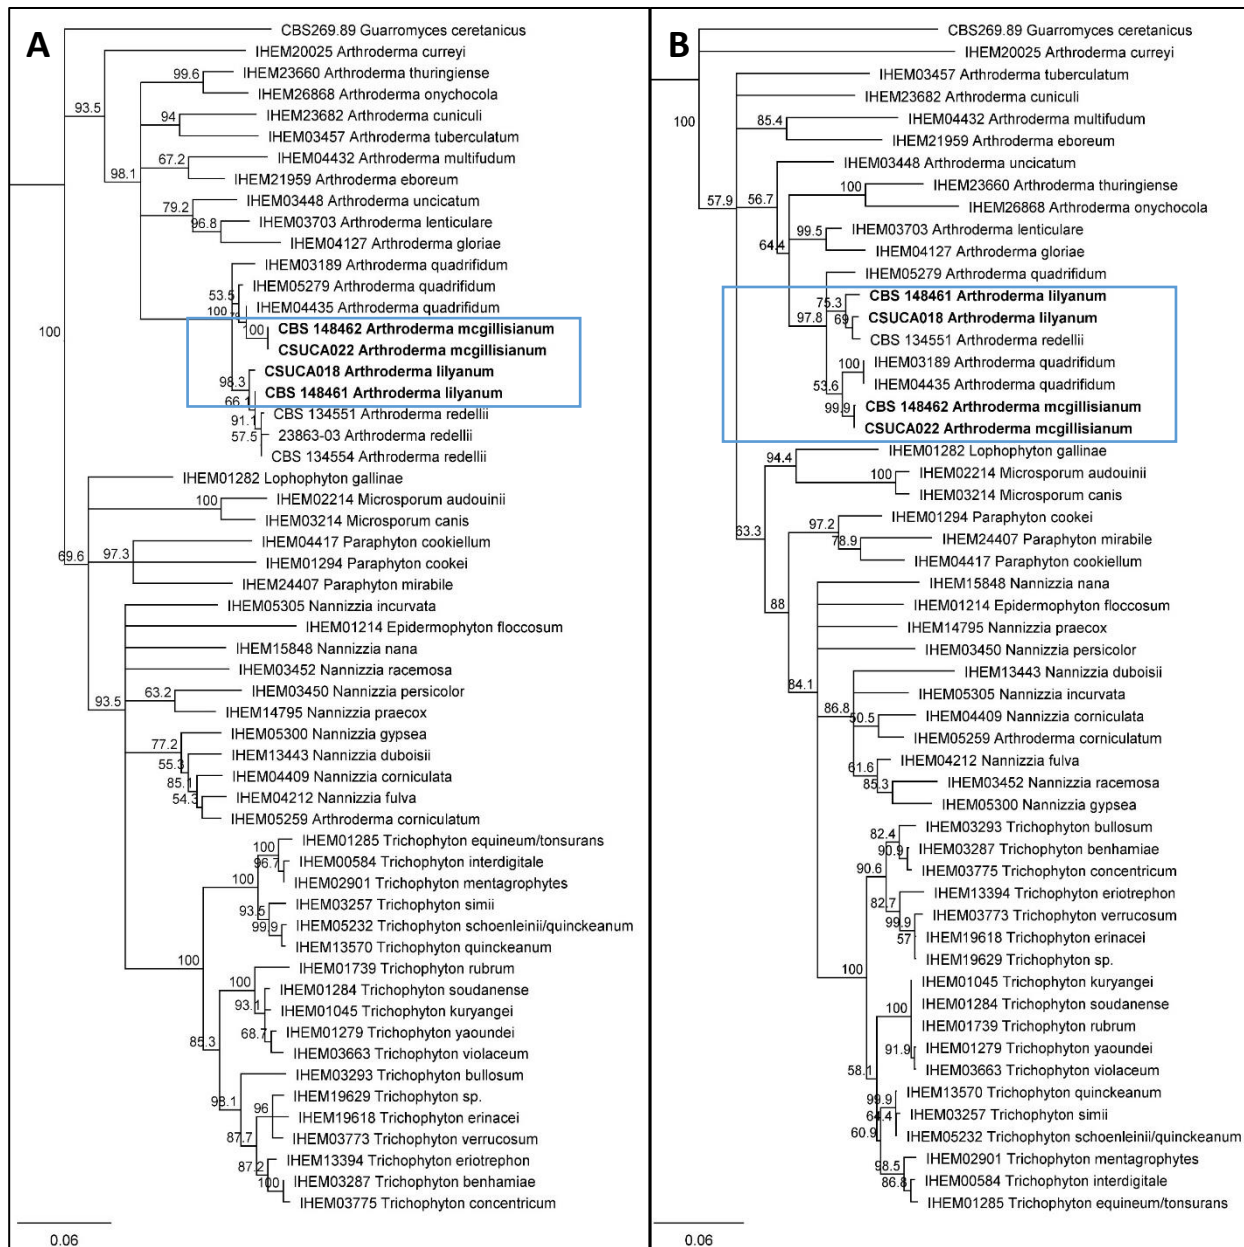 A
CBS269.89 Guarromyces ceretanicus
IHEM20025 Arthroderma curreyi
99.6
IHEM23660 Arthroderma thuringiense
IHEM26868 Arthroderma onychocola
93.5
94
IHEM23682 Arthroderma cuniculi
IHEM03457 Arthroderma tuberculatum
67.2
IHEM04432 Arthroderma multifudum
98.1
IHEM21959 Arthroderma eboreum
79.2
IHEM03448 Arthroderma uncicatum
96.8
IHEM03703 Arthroderma lenticulare
IHEM04127 Arthroderma gloriae
IHEM03189 Arthroderma quadrifidum
53.5
IHEM05279 Arthroderma quadrifidum
100
IHEM04435 Arthroderma quadrifidum
100
100
CBS 148462 Arthroderma mcgillisianum
CSUCA022 Arthroderma mcgillisianum
98.3
CSUCA018 Arthroderma lilyanum
66.1
CBS 148461 Arthroderma lilyanum
91.1
CBS 134551 Arthroderma redellii
57.5
23863-03 Arthroderma redellii
CBS 134554 Arthroderma redellii
IHEM01282 Lophophyton gallinae
100
IHEM02214 Microsporum audouinii
IHEM03214 Microsporum canis
IHEM04417 Paraphyton cookiellum
69.6
97.3
IHEM01294 Paraphyton cookei
IHEM24407 Paraphyton mirabile
IHEM05305 Nannizzia incurvata
IHEM01214 Epidermophyton floccosum
IHEM15848 Nannizzia nana
IHEM03452 Nannizzia racemosa
93.5
63.2
IHEM03450 Nannizzia persicolor
IHEM14795 Nannizzia praecox
77.2
IHEM05300 Nannizzia gypsea
55.3
IHEM13443 Nannizzia duboisii
85.1
IHEM04409 Nannizzia corniculata
54.3
IHEM04212 Nannizzia fulva
IHEM05259 Arthroderma corniculatum
100
IHEM01285 Trichophyton equineum/tonsurans
96.7
IHEM00584 Trichophyton interdigitale
100
IHEM02901 Trichophyton mentagrophytes
93.5
IHEM03257 Trichophyton simii
99.9
IHEM05232 Trichophyton schoenleinii/quinckeanum
IHEM13570 Trichophyton quinckeanum
100
100
IHEM01739 Trichophyton rubrum
93.1
IHEM01284 Trichophyton soudanense
IHEM01045 Trichophyton kuryangei
85.3
68.7
IHEM01279 Trichophyton yaoundei
IHEM03663 Trichophyton violaceum
IHEM03293 Trichophyton bullosum
98.1
96
IHEM19629 Trichophyton sp.
IHEM19618 Trichophyton erinacei
87.7
IHEM03773 Trichophyton verrucosum
87.2
IHEM13394 Trichophyton eriotrephon
100
IHEM03287 Trichophyton benhamiae
IHEM03775 Trichophyton concentricum
0.06
B
CBS269.89 Guarromyces ceretanicus
IHEM20025 Arthroderma curreyi
IHEM03457 Arthroderma tuberculatum
IHEM23682 Arthroderma cuniculi
100
85.4
IHEM04432 Arthroderma multifudum
IHEM21959 Arthroderma eboreum
IHEM03448 Arthroderma uncicatum
57.9
56.7
100
IHEM23660 Arthroderma thuringiense
IHEM26868 Arthroderma onychocola
64.4
99.5
IHEM03703 Arthroderma lenticulare
IHEM04127 Arthroderma gloriae
IHEM05279 Arthroderma quadrifidum
75.3
CBS 148461 Arthroderma lilyanum
97.8
69
CSUCA018 Arthroderma lilyanum
CBS 134551 Arthroderma redellii
100
IHEM03189 Arthroderma quadrifidum
53.6
IHEM04435 Arthroderma quadrifidum
99.9
CBS 148462 Arthroderma mcgillisianum
CSUCA022 Arthroderma mcgillisianum
94.4
IHEM01282 Lophophyton gallinae
100
IHEM02214 Microsporum audouinii
IHEM03214 Microsporum canis
63.3
97.2
IHEM01294 Paraphyton cookei
78.9
IHEM24407 Paraphyton mirabile
IHEM04417 Paraphyton cookiellum
88
IHEM15848 Nannizzia nana
IHEM01214 Epidermophyton floccosum
IHEM14795 Nannizzia praecox
IHEM03450 Nannizzia persicolor
84.1
IHEM13443 Nannizzia duboisii
86.8
IHEM05305 Nannizzia incurvata
50.5
IHEM04409 Nannizzia corniculata
IHEM05259 Arthroderma corniculatum
61.6
IHEM04212 Nannizzia fulva
85.3
IHEM03452 Nannizzia racemosa
IHEM05300 Nannizzia gypsea
82.4
IHEM03293 Trichophyton bullosum
90.9
IHEM03287 Trichophyton benhamiae
90.6
IHEM03775 Trichophyton concentricum
82.7
IHEM13394 Trichophyton eriotrephon
99.9
IHEM03773 Trichophyton verrucosum
57
IHEM19618 Trichophyton erinacei
IHEM19629 Trichophyton sp.
100
IHEM01045 Trichophyton kuryangei
100
IHEM01284 Trichophyton soudanense
IHEM01739 Trichophyton rubrum
91.9
IHEM01279 Trichophyton yaoundei
58.1
IHEM03663 Trichophyton violaceum
99.9
IHEM13570 Trichophyton quinckeanum
64.4
IHEM03257 Trichophyton simii
60.9
IHEM05232 Trichophyton schoenleinii/quinckeanum
98.5
IHEM02901 Trichophyton mentagrophytes
86.8
IHEM00584 Trichophyton interdigitale
IHEM01285 Trichophyton equineum/tonsurans
0.06